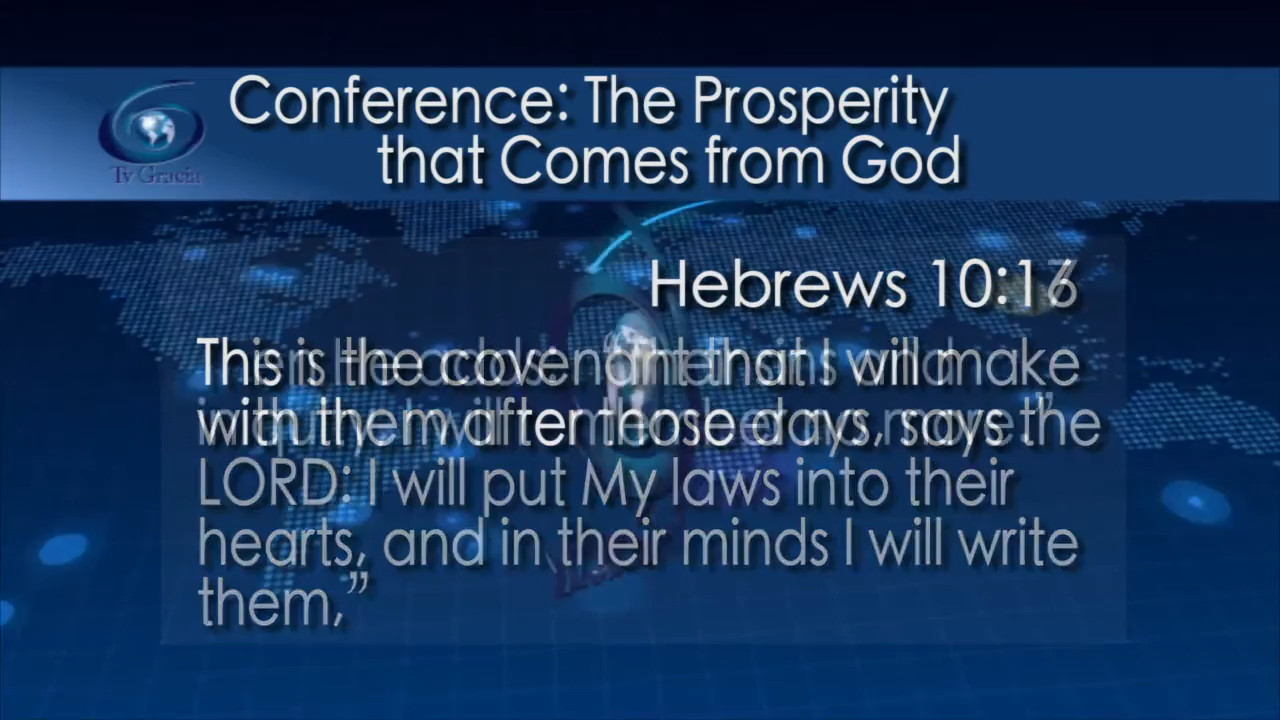 Tv Gracia
Conference: The Prosperity
that Comes from God
Hebrews 10:16
This is the covenant that I will make
with them after those days, says the
LORD: I will put My laws into their
hearts, and in their minds I will write
them,”